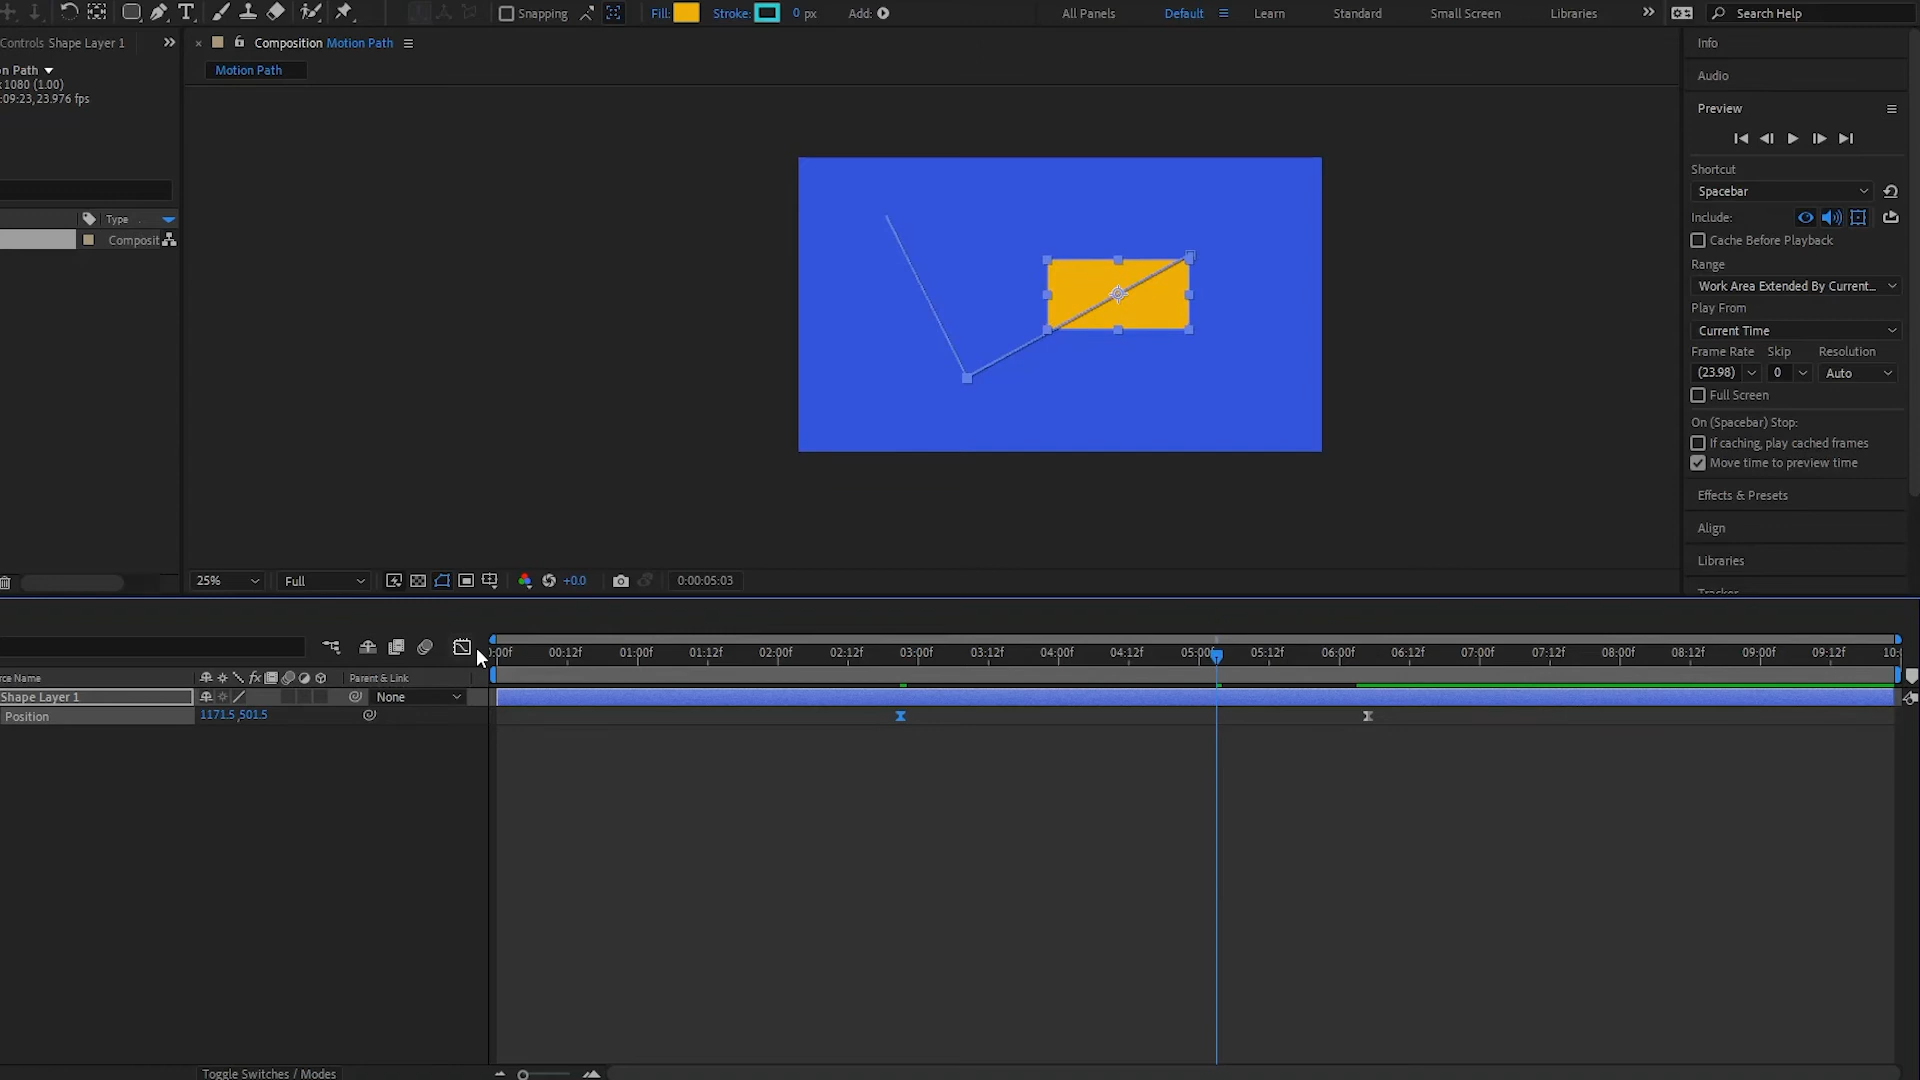 Snapping
Fill:
Stroke:
0 px
Add:
All Panels
Default
Learn
Standard
Small Screen
Libraries
Search Help
Controls Shape Layer 1
Composition Motion Path
n Path
Motion Path
x 1080 (1.00)
:09:23, 23.976 fps
Type
Composit
Info
Audio
Preview
Shortcut
Spacebar
Include:
Cache Before Playback
Range
Work Area Extended By Current...
Play From
Current Time
Frame Rate Skip Resolution
(23.98) 0 Auto
Full Screen
On (Spacebar) Stop:
If caching, play cached frames
Move time to preview time
Effects & Presets
Align
Libraries
Tracker
25%
Full
+0.0
0:00:05:03
):00f 00:12f 01:00f 01:12f 02:00f 02:12f 03:00f 03:12f 04:00f 04:12f 05:00f 05:12f 06:00f 06:12f 07:00f 07:12f 08:00f 08:12f 09:00f 09:12f 10:
rce Name
fx
Parent & Link
Shape Layer 1
None
Position
1171.5,501.5
Toggle Switches / Modes